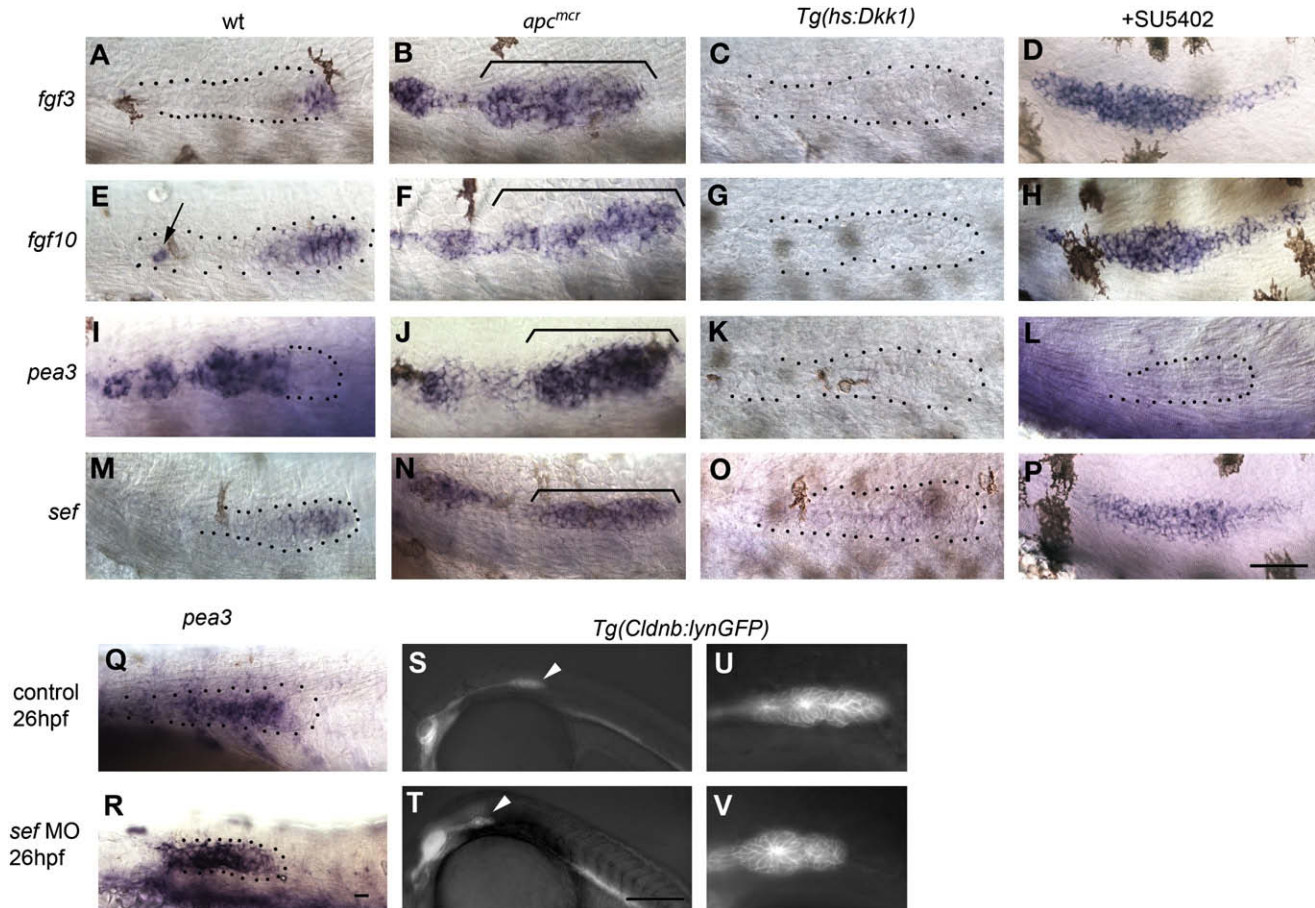 wt apc^mcr Tg(hs:Dkk1) +SU5402
fgf3 A B C D
fgf10 E F G H
pea3 I J K L
sef M N O P
pea3 Tg(Cldnb:lynGFP)
control 26hpf Q S U
sef MO 26hpf R T V